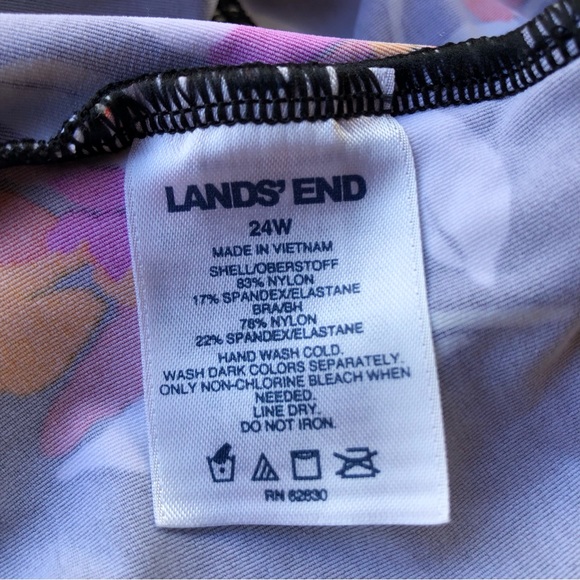 LANDS' END
24W
MADE IN VIETNAM
SHELL/OBERSTOFF
83% NYLON
17% SPANDEX/ELASTANE
BRA/BH
78% NYLON
22% SPANDEX/ELASTANE
HAND WASH COLD.
WASH DARK COLORS SEPARATELY.
ONLY NON-CHLORINE BLEACH WHEN
NEEDED.
LINE DRY.
DO NOT IRON.
RN 62830